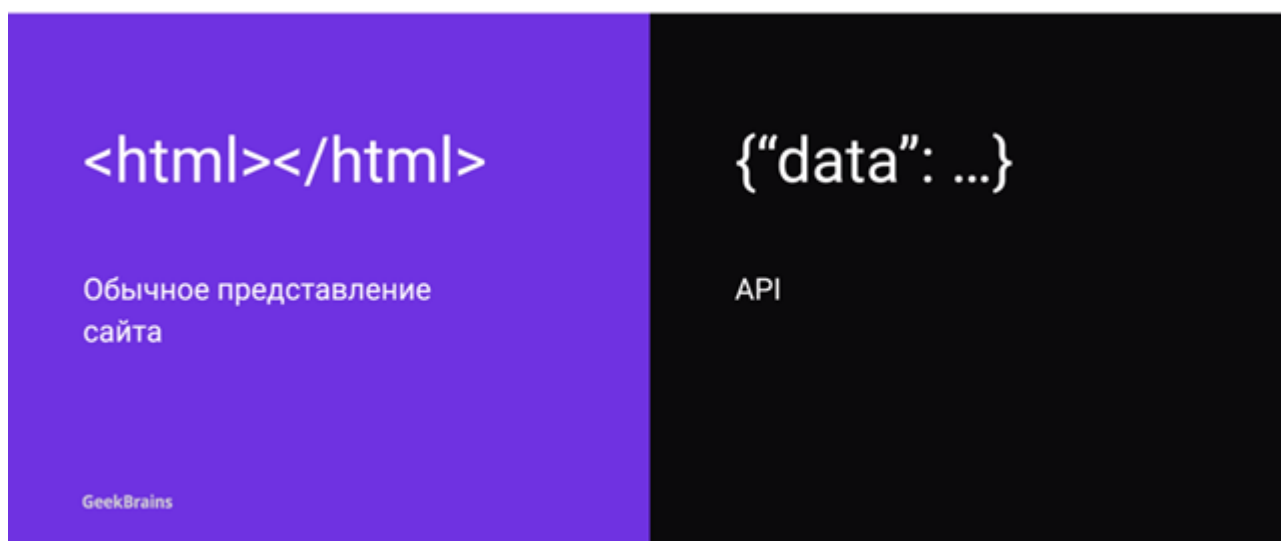 <html></html>
Обычное представление
сайта
GeekBrains
{“data”: ...}
API